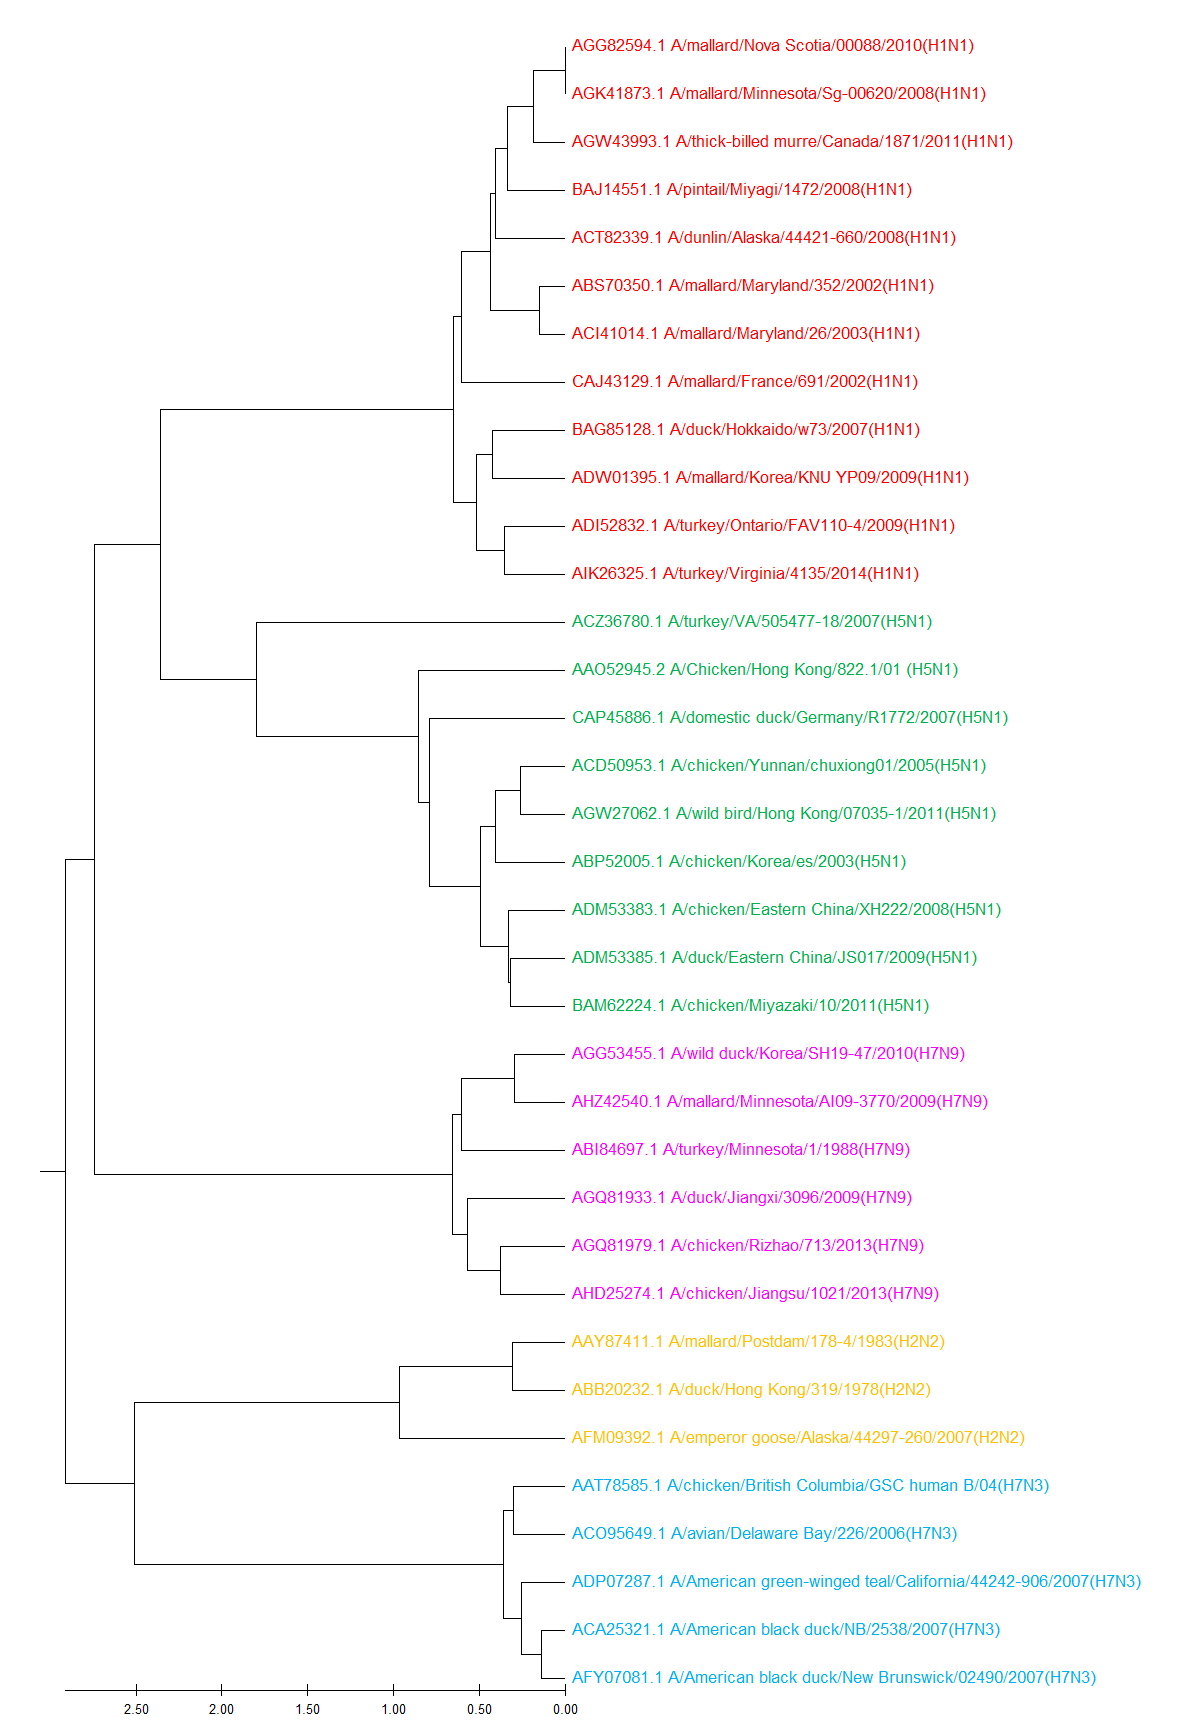 AGG82594.1 A/mallard/Nova Scotia/00088/2010(H1N1)
AGK41873.1 A/mallard/Minnesota/Sg-00620/2008(H1N1)
AGW43993.1 A/thick-billed murre/Canada/1871/2011(H1N1)
BAJ14551.1 A/pintail/Miyagi/1472/2008(H1N1)
ACT82339.1 A/dunlin/Alaska/44421-660/2008(H1N1)
ABS70350.1 A/mallard/Maryland/352/2002(H1N1)
ACI41014.1 A/mallard/Maryland/26/2003(H1N1)
CAJ43129.1 A/mallard/France/691/2002(H1N1)
BAG85128.1 A/duck/Hokkaido/w73/2007(H1N1)
ADW01395.1 A/mallard/Korea/KNU YP09/2009(H1N1)
ADI52832.1 A/turkey/Ontario/FAV110-4/2009(H1N1)
AIK26325.1 A/turkey/Virginia/4135/2014(H1N1)
ACZ36780.1 A/turkey/VA/505477-18/2007(H5N1)
AAO52945.2 A/Chicken/Hong Kong/822.1/01 (H5N1)
CAP45886.1 A/domestic duck/Germany/R1772/2007(H5N1)
ACD50953.1 A/chicken/Yunnan/chuxiong01/2005(H5N1)
AGW27062.1 A/wild bird/Hong Kong/07035-1/2011(H5N1)
ABP52005.1 A/chicken/Korea/es/2003(H5N1)
ADM53383.1 A/chicken/Eastern China/XH222/2008(H5N1)
ADM53385.1 A/duck/Eastern China/JS017/2009(H5N1)
BAM62224.1 A/chicken/Miyazaki/10/2011(H5N1)
AGG53455.1 A/wild duck/Korea/SH19-47/2010(H7N9)
AHZ42540.1 A/mallard/Minnesota/AI09-3770/2009(H7N9)
ABI84697.1 A/turkey/Minnesota/1/1988(H7N9)
AGQ81933.1 A/duck/Jiangxi/3096/2009(H7N9)
AGQ81979.1 A/chicken/Rizhao/713/2013(H7N9)
AHD25274.1 A/chicken/Jiangsu/1021/2013(H7N9)
AAY87411.1 A/mallard/Postdam/178-4/1983(H2N2)
ABB20232.1 A/duck/Hong Kong/319/1978(H2N2)
AFM09392.1 A/emperor goose/Alaska/44297-260/2007(H2N2)
AAT78585.1 A/chicken/British Columbia/GSC human B/04(H7N3)
ACO95649.1 A/avian/Delaware Bay/226/2006(H7N3)
ADP07287.1 A/American green-winged teal/California/44242-906/2007(H7N3)
ACA25321.1 A/American black duck/NB/2538/2007(H7N3)
AFY07081.1 A/American black duck/New Brunswick/02490/2007(H7N3)
2.50 2.00 1.50 1.00 0.50 0.00